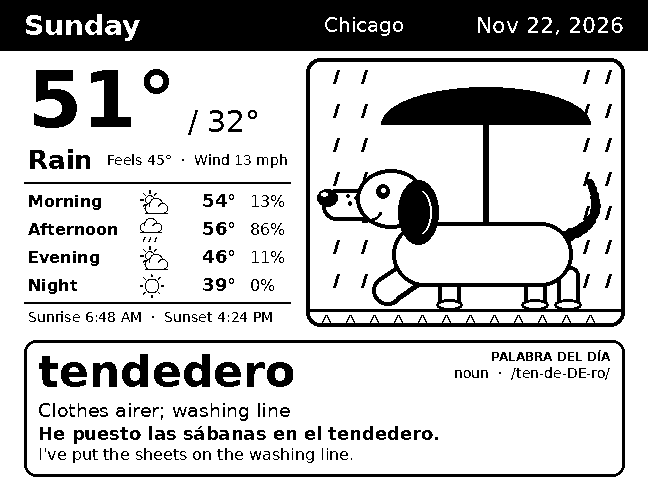 Sunday Chicago Nov 22, 2026
51° / 32°
Rain Feels 45° · Wind 13 mph
Morning 54° 13%
Afternoon 56° 86%
Evening 46° 11%
Night 39° 0%
Sunrise 6:48 AM · Sunset 4:24 PM
tendedero
PALABRA DEL DÍA
noun · /ten-de-DE-ro/
Clothes airer; washing line
He puesto las sábanas en el tendedero.
I've put the sheets on the washing line.